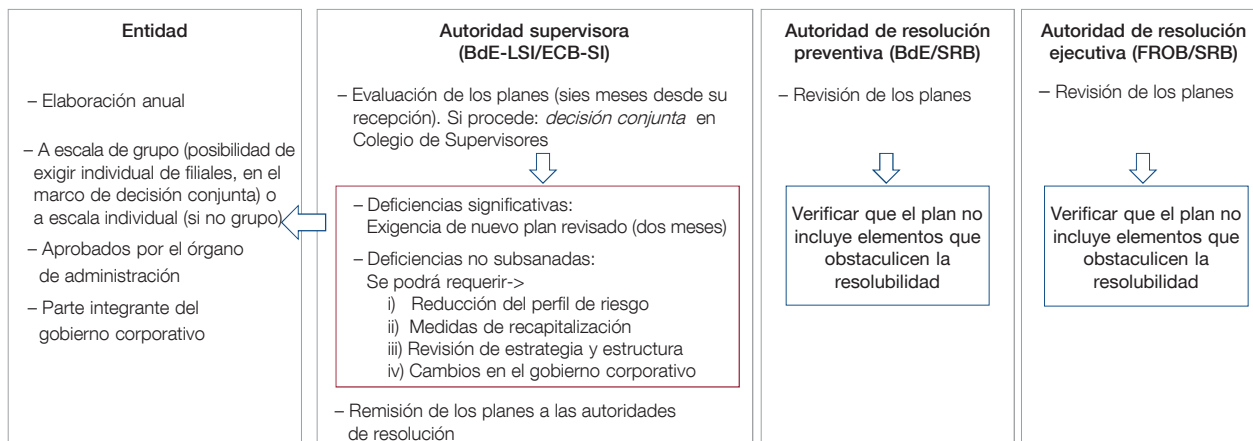 Entidad
– Elaboración anual
– A escala de grupo (posibilidad de
exigir individual de filiales, en el
marco de decisión conjunta) o
a escala individual (si no grupo)
– Aprobados por el órgano
de administración
– Parte integrante del
gobierno corporativo
Autoridad supervisora
(BdE-LSI/ECB-SI)
– Evaluación de los planes (sies meses desde su
recepción). Si procede: decisión conjunta en
Colegio de Supervisores
– Deficiencias significativas:
Exigencia de nuevo plan revisado (dos meses)
– Deficiencias no subsanadas:
Se podrá requerir->
i) Reducción del perfil de riesgo
ii) Medidas de recapitalización
iii) Revisión de estrategia y estructura
iv) Cambios en el gobierno corporativo
– Remisión de los planes a las autoridades
de resolución
Autoridad de resolución
preventiva (BdE/SRB)
– Revisión de los planes
Verificar que el plan no
incluye elementos que
obstaculicen la
resolubilidad
Autoridad de resolución
ejecutiva (FROB/SRB)
– Revisión de los planes
Verificar que el plan no
incluye elementos que
obstaculicen la
resolubilidad